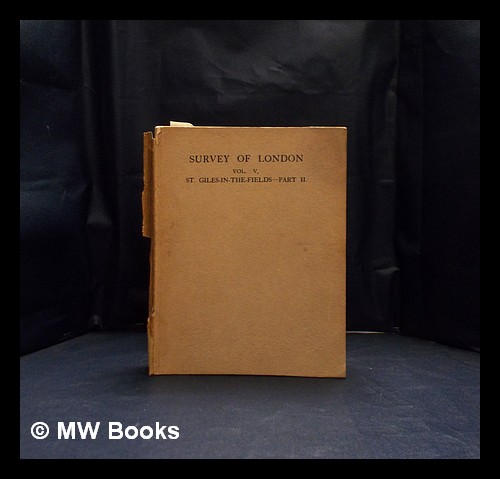 SURVEY OF LONDON
VOL. V.
ST. GILES-IN-THE-FIELDS—PART II.
© MW Books